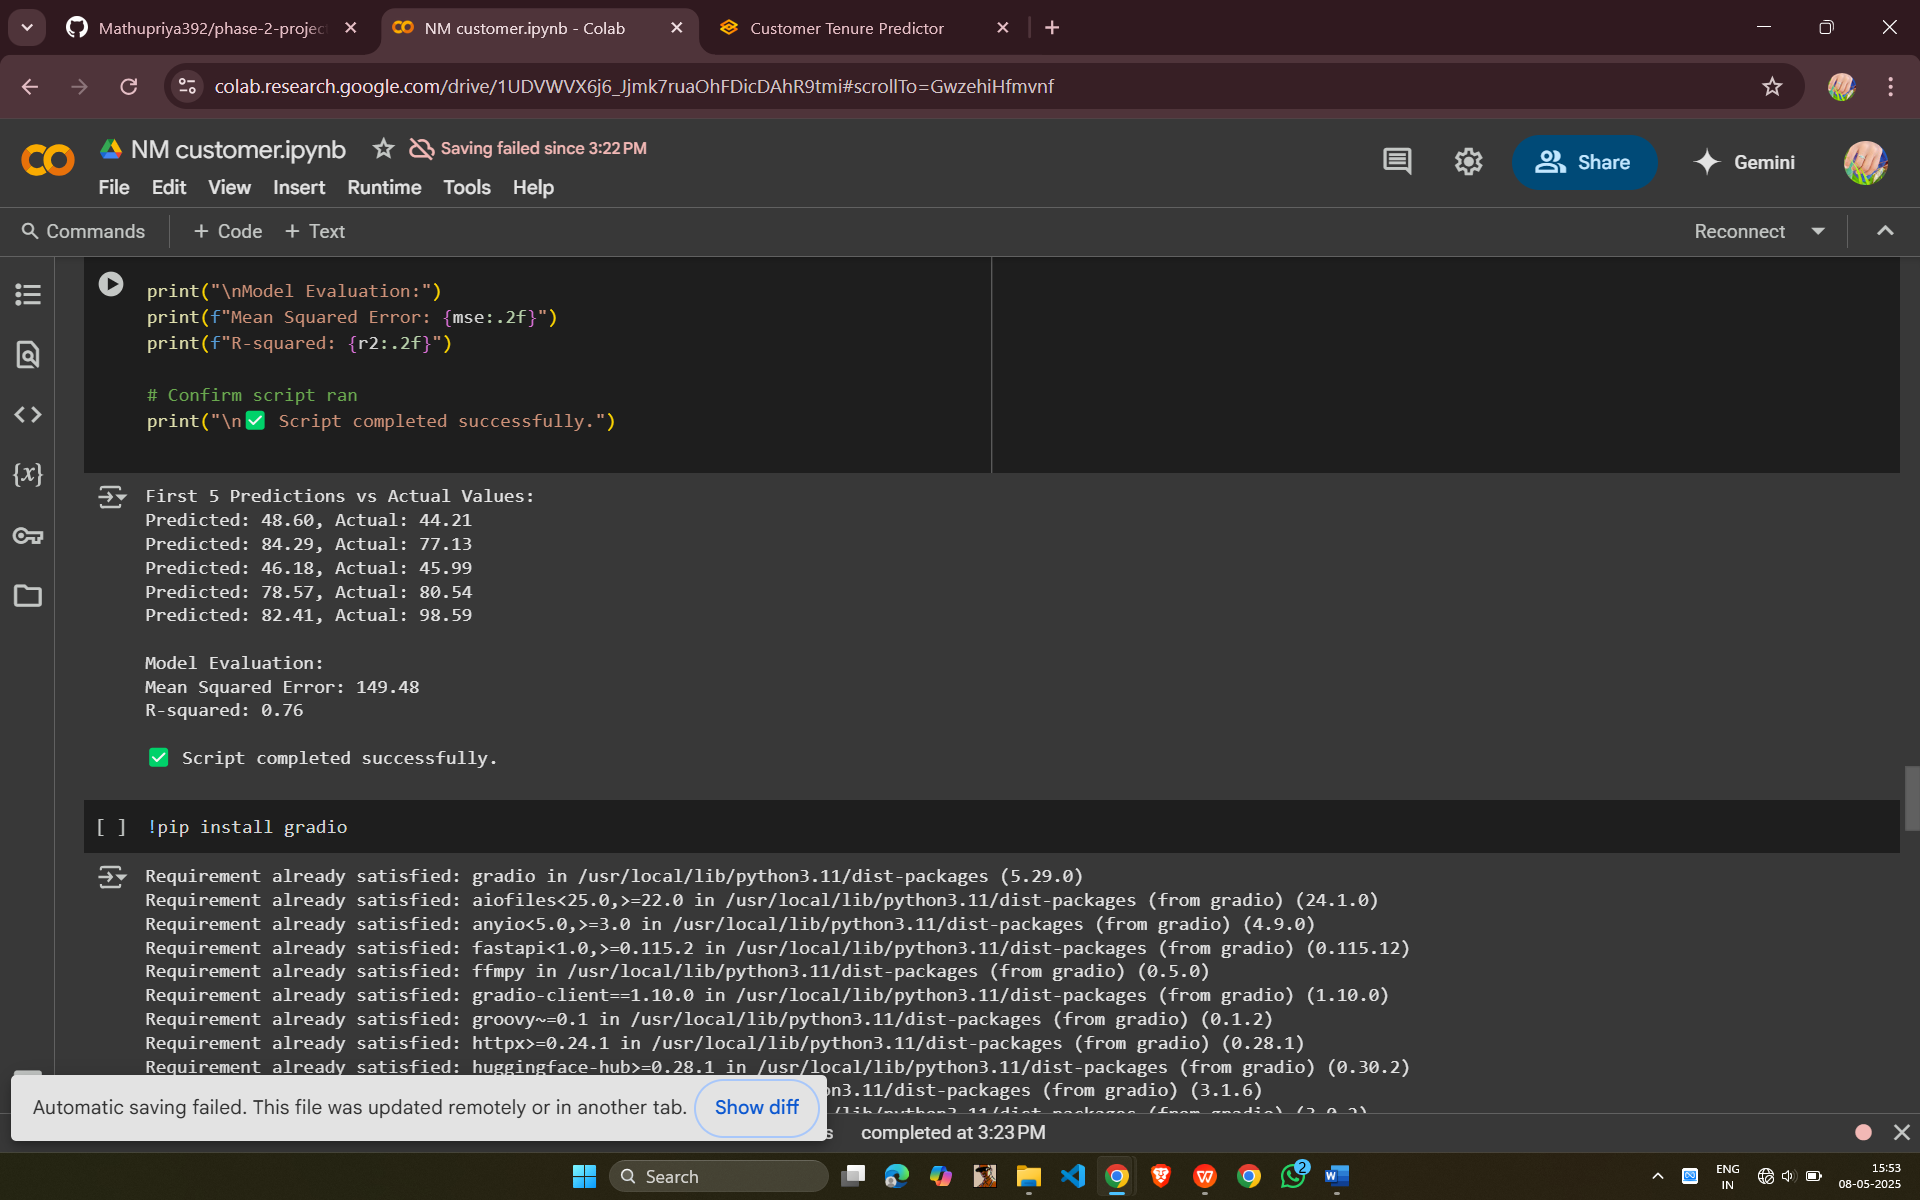 Mathupriya392/phase-2-projec
NM customer.ipynb - Colab
Customer Tenure Predictor
colab.research.google.com/drive/1UDVWVX6j6_Jjmk7ruaOhFDicDAhR9tmi#scrollTo=GwzehiHfmvnf
NM customer.ipynb
Saving failed since 3:22 PM
File Edit View Insert Runtime Tools Help
Share
Gemini
Commands
+ Code + Text
Reconnect
print("\nModel Evaluation:")
print(f"Mean Squared Error: {mse:.2f}")
print(f"R-squared: {r2:.2f}")
# Confirm script ran
print("\n✅ Script completed successfully.")
First 5 Predictions vs Actual Values:
Predicted: 48.60, Actual: 44.21
Predicted: 84.29, Actual: 77.13
Predicted: 46.18, Actual: 45.99
Predicted: 78.57, Actual: 80.54
Predicted: 82.41, Actual: 98.59
Model Evaluation:
Mean Squared Error: 149.48
R-squared: 0.76
✅ Script completed successfully.
[ ] !pip install gradio
Requirement already satisfied: gradio in /usr/local/lib/python3.11/dist-packages (5.29.0)
Requirement already satisfied: aiofiles<25.0,>=22.0 in /usr/local/lib/python3.11/dist-packages (from gradio) (24.1.0)
Requirement already satisfied: anyio<5.0,>=3.0 in /usr/local/lib/python3.11/dist-packages (from gradio) (4.9.0)
Requirement already satisfied: fastapi<1.0,>=0.115.2 in /usr/local/lib/python3.11/dist-packages (from gradio) (0.115.12)
Requirement already satisfied: ffmpy in /usr/local/lib/python3.11/dist-packages (from gradio) (0.5.0)
Requirement already satisfied: gradio-client==1.10.0 in /usr/local/lib/python3.11/dist-packages (from gradio) (1.10.0)
Requirement already satisfied: groovy~=0.1 in /usr/local/lib/python3.11/dist-packages (from gradio) (0.1.2)
Requirement already satisfied: httpx>=0.24.1 in /usr/local/lib/python3.11/dist-packages (from gradio) (0.28.1)
Requirement already satisfied: huggingface-hub>=0.28.1 in /usr/local/lib/python3.11/dist-packages (from gradio) (0.30.2)
n3.11/dist-packages (from gradio) (3.1.6)
Automatic saving failed. This file was updated remotely or in another tab. Show diff
s completed at 3:23 PM
Search
2
ENG
IN
15:53
08-05-2025